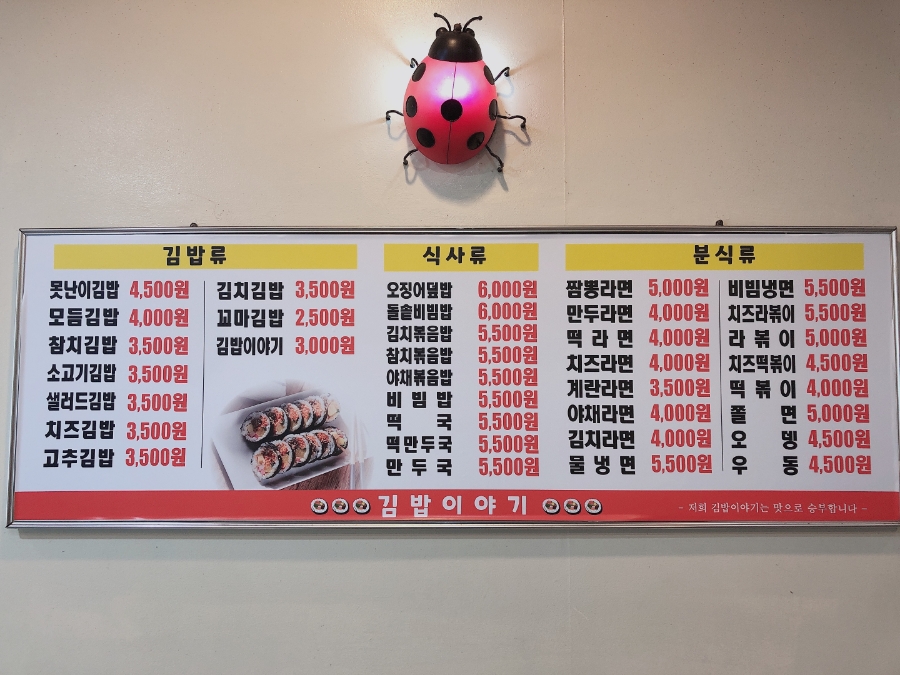 김밥류
못난이김밥 4,500원
모듬김밥 4,000원
참치김밥 3,500원
소고기김밥 3,500원
샐러드김밥 3,500원
치즈김밥 3,500원
고추김밥 3,500원
김치김밥 3,500원
꼬마김밥 2,500원
김밥이야기 3,000원
식사류
오징어덮밥 6,000원
돌솥비빔밥 6,000원
김치볶음밥 5,500원
참치볶음밥 5,500원
야채볶음밥 5,500원
비빔밥 5,500원
떡국 5,500원
떡만두국 5,500원
만두국 5,500원
분식류
짬뽕라면 5,000원
만두라면 4,000원
떡라면 4,000원
치즈라면 4,000원
계란라면 3,500원
야채라면 4,000원
김치라면 4,000원
물냉면 5,500원
비빔냉면 5,500원
치즈라볶이 5,500원
라볶이 5,000원
치즈떡볶이 4,500원
떡볶이 4,000원
쫄면 5,000원
오뎅 4,500원
우동 4,500원
김밥이야기
- 저희 김밥이야기는 맛으로 승부합니다 -